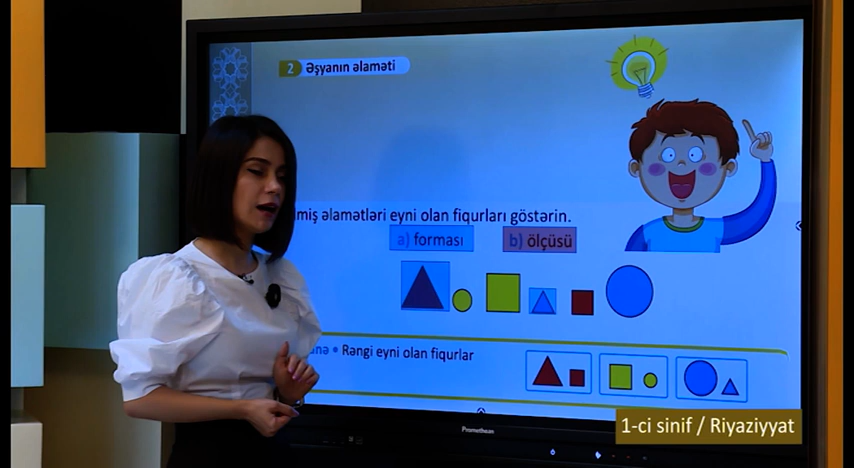 2 Əşyanın əlaməti
əlamətləri eyni olan fiqurları göstərin.
a) forması b) ölçüsü
• Rəngi eyni olan fiqurlar
Promethean
1-ci sinif / Riyaziyyat